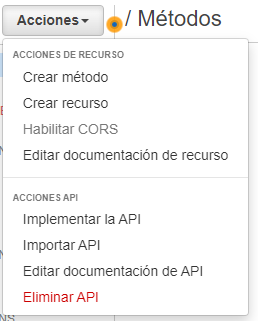 Acciones
/ Métodos
ACCIONES DE RECURSO
Crear método
Crear recurso
Habilitar CORS
Editar documentación de recurso
ACCIONES API
Implementar la API
Importar API
Editar documentación de API
Eliminar API